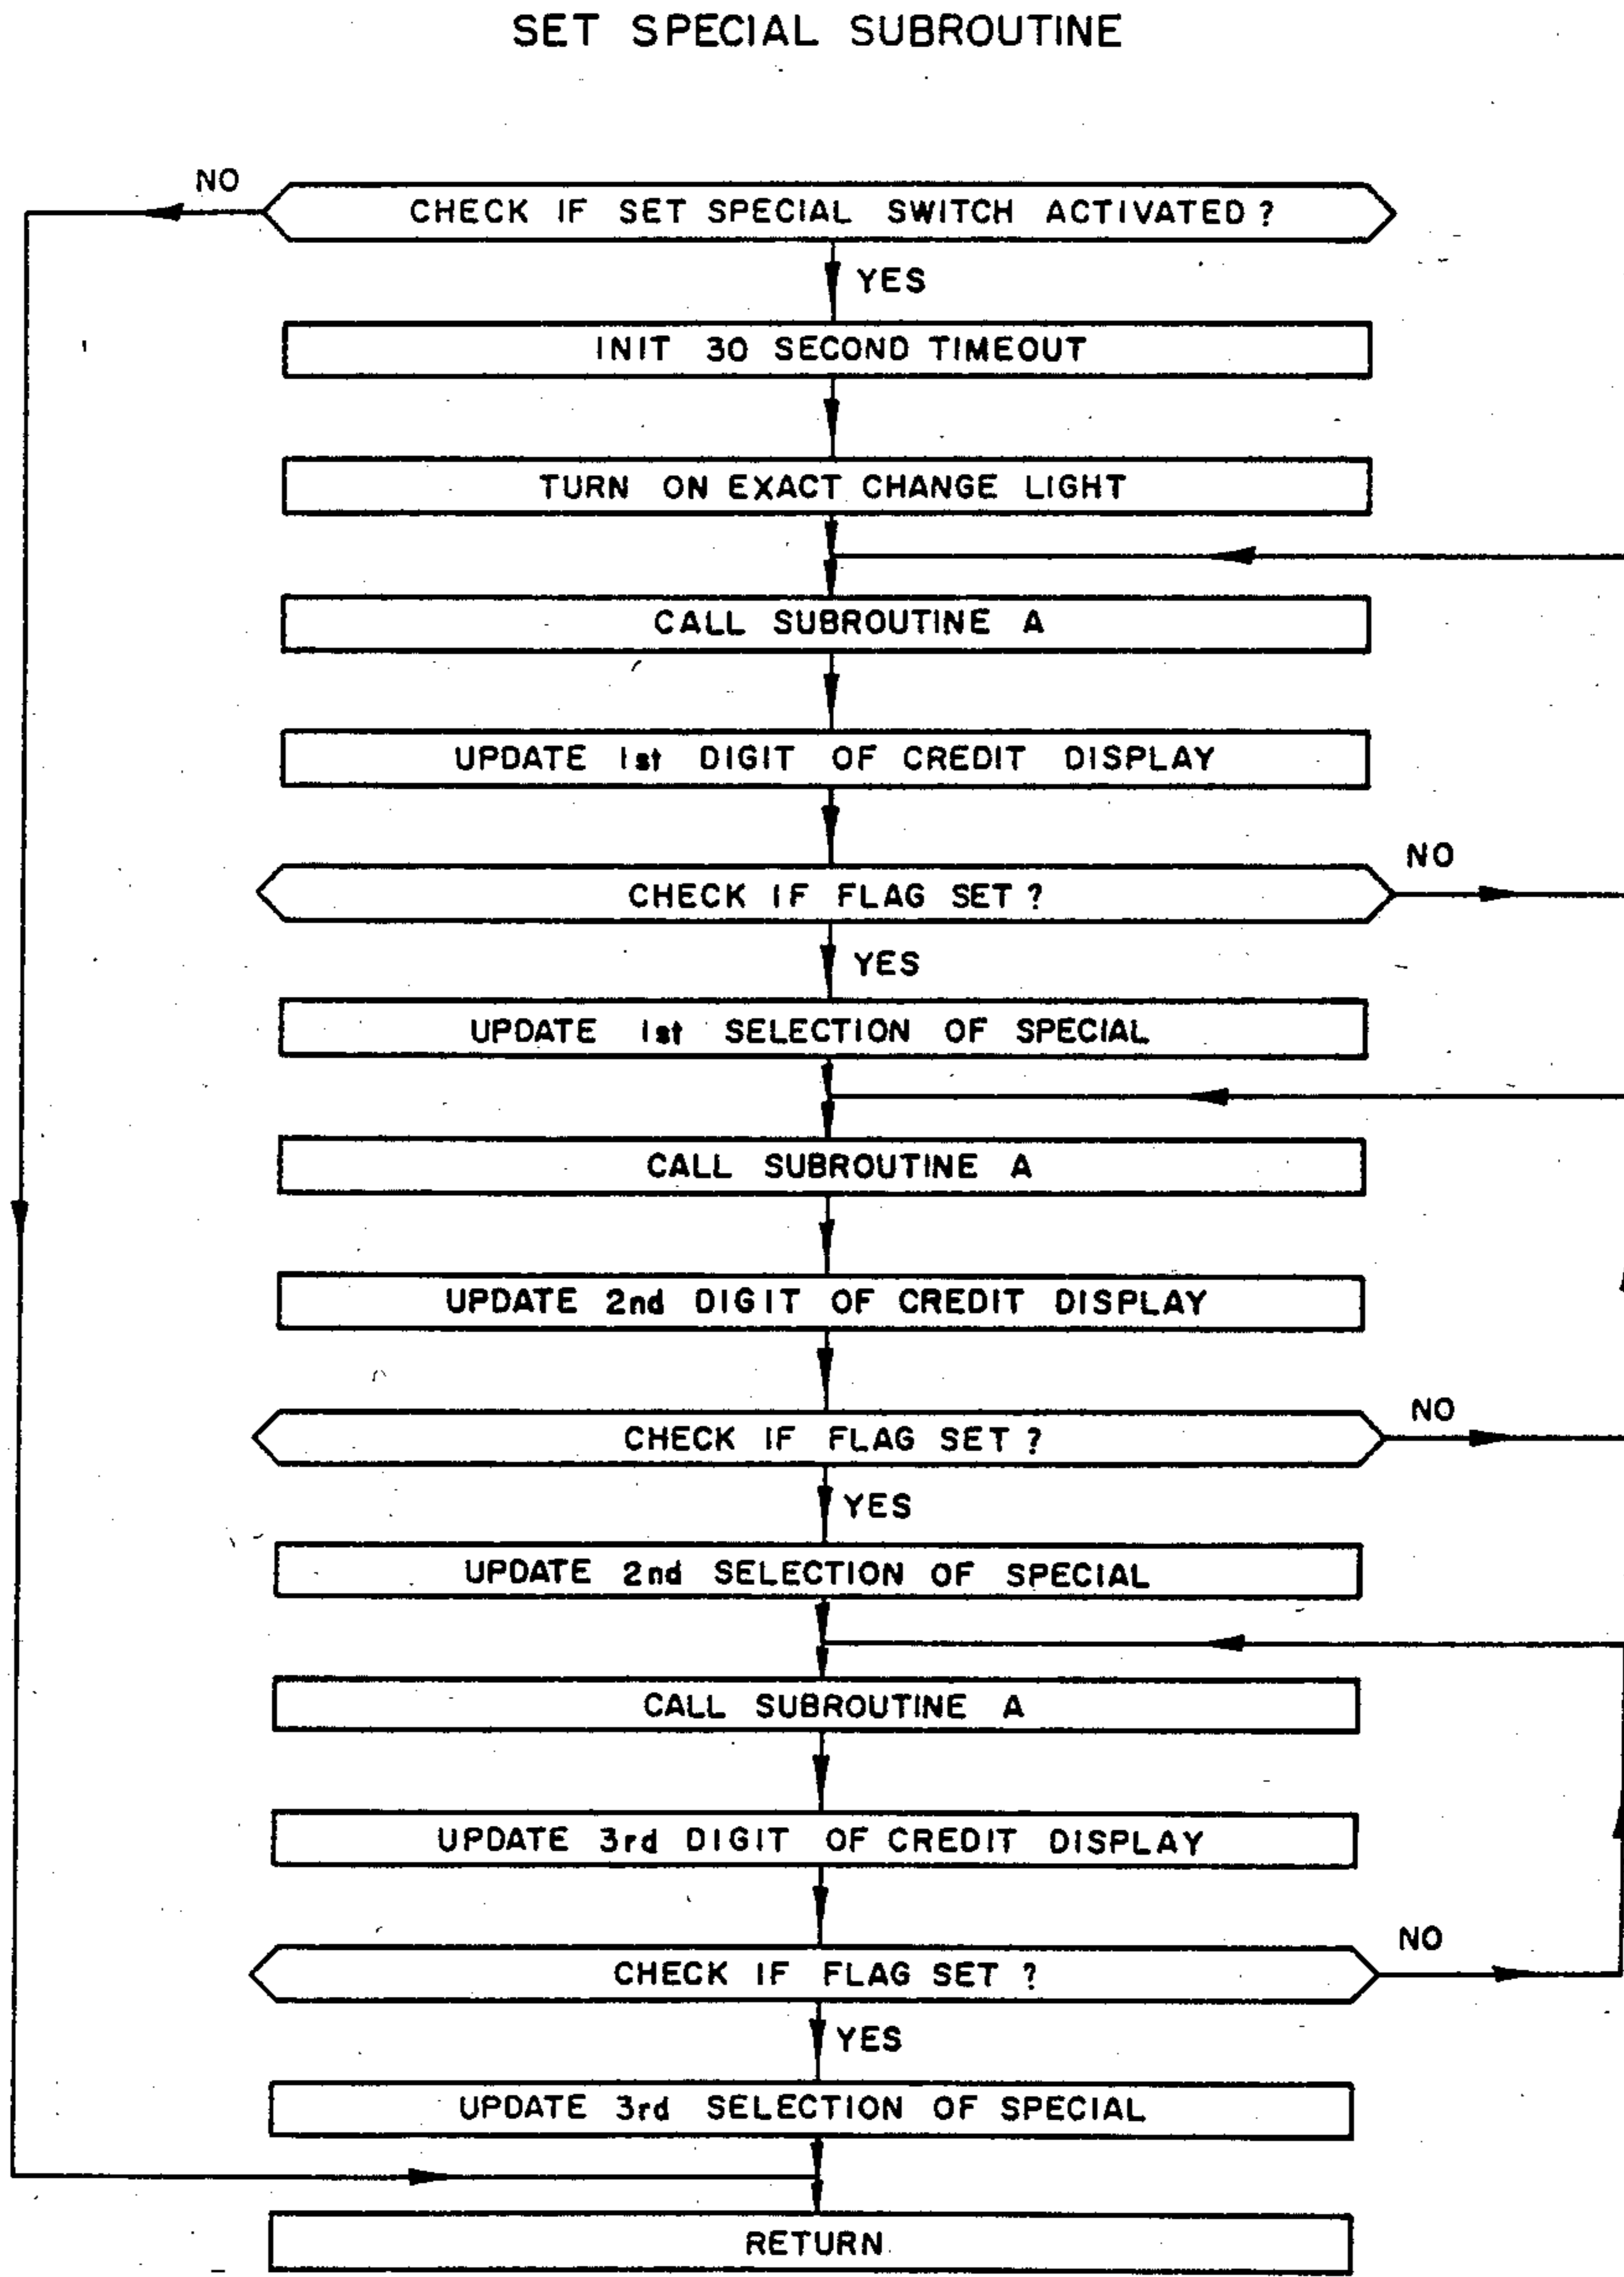 SET SPECIAL SUBROUTINE
NO
CHECK IF SET SPECIAL SWITCH ACTIVATED ?
YES
INIT 30 SECOND TIMEOUT
TURN ON EXACT CHANGE LIGHT
CALL SUBROUTINE A
UPDATE 1st DIGIT OF CREDIT DISPLAY
NO
CHECK IF FLAG SET ?
YES
UPDATE 1st SELECTION OF SPECIAL
CALL SUBROUTINE A
UPDATE 2nd DIGIT OF CREDIT DISPLAY
NO
CHECK IF FLAG SET ?
YES
UPDATE 2nd SELECTION OF SPECIAL
CALL SUBROUTINE A
UPDATE 3rd DIGIT OF CREDIT DISPLAY
NO
CHECK IF FLAG SET ?
YES
UPDATE 3rd SELECTION OF SPECIAL
RETURN